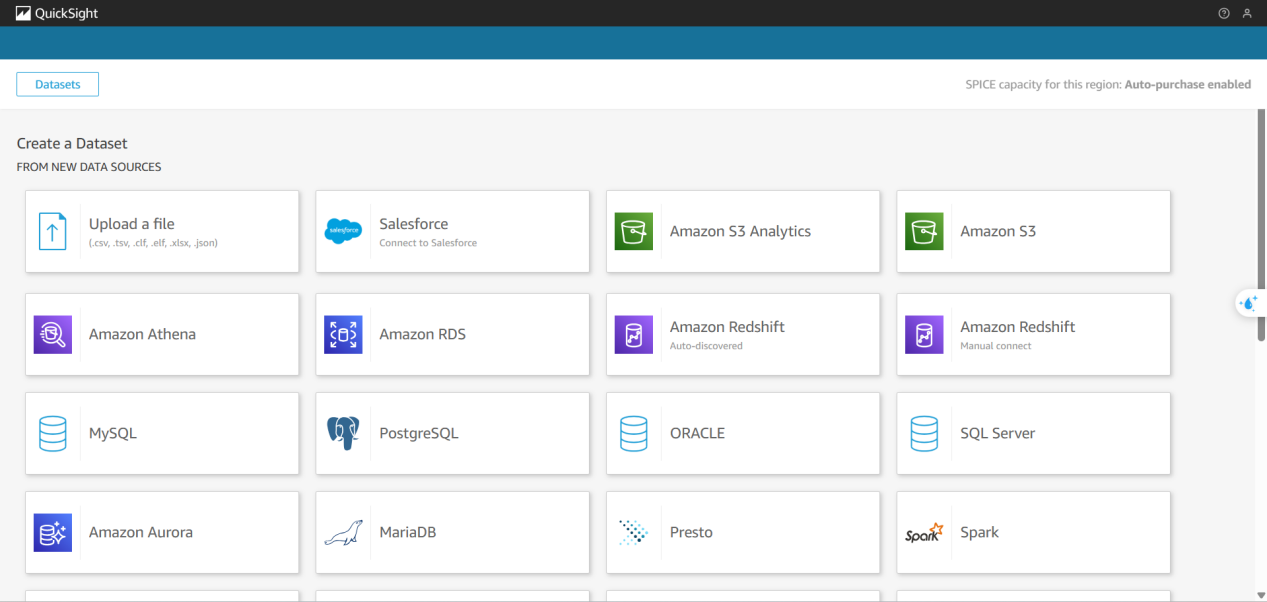 QuickSight
Datasets
SPICE capacity for this region: Auto-purchase enabled
Create a Dataset
FROM NEW DATA SOURCES
Upload a file
(.csv, .tsv, .clf, .elf, .xlsx, .json)
salesforce
Salesforce
Connect to Salesforce
Amazon S3 Analytics
Amazon S3
Amazon Athena
Amazon RDS
Amazon Redshift
Auto-discovered
Amazon Redshift
Manual connect
MySQL
PostgreSQL
ORACLE
SQL Server
Amazon Aurora
MariaDB
Presto
Spark
Spark